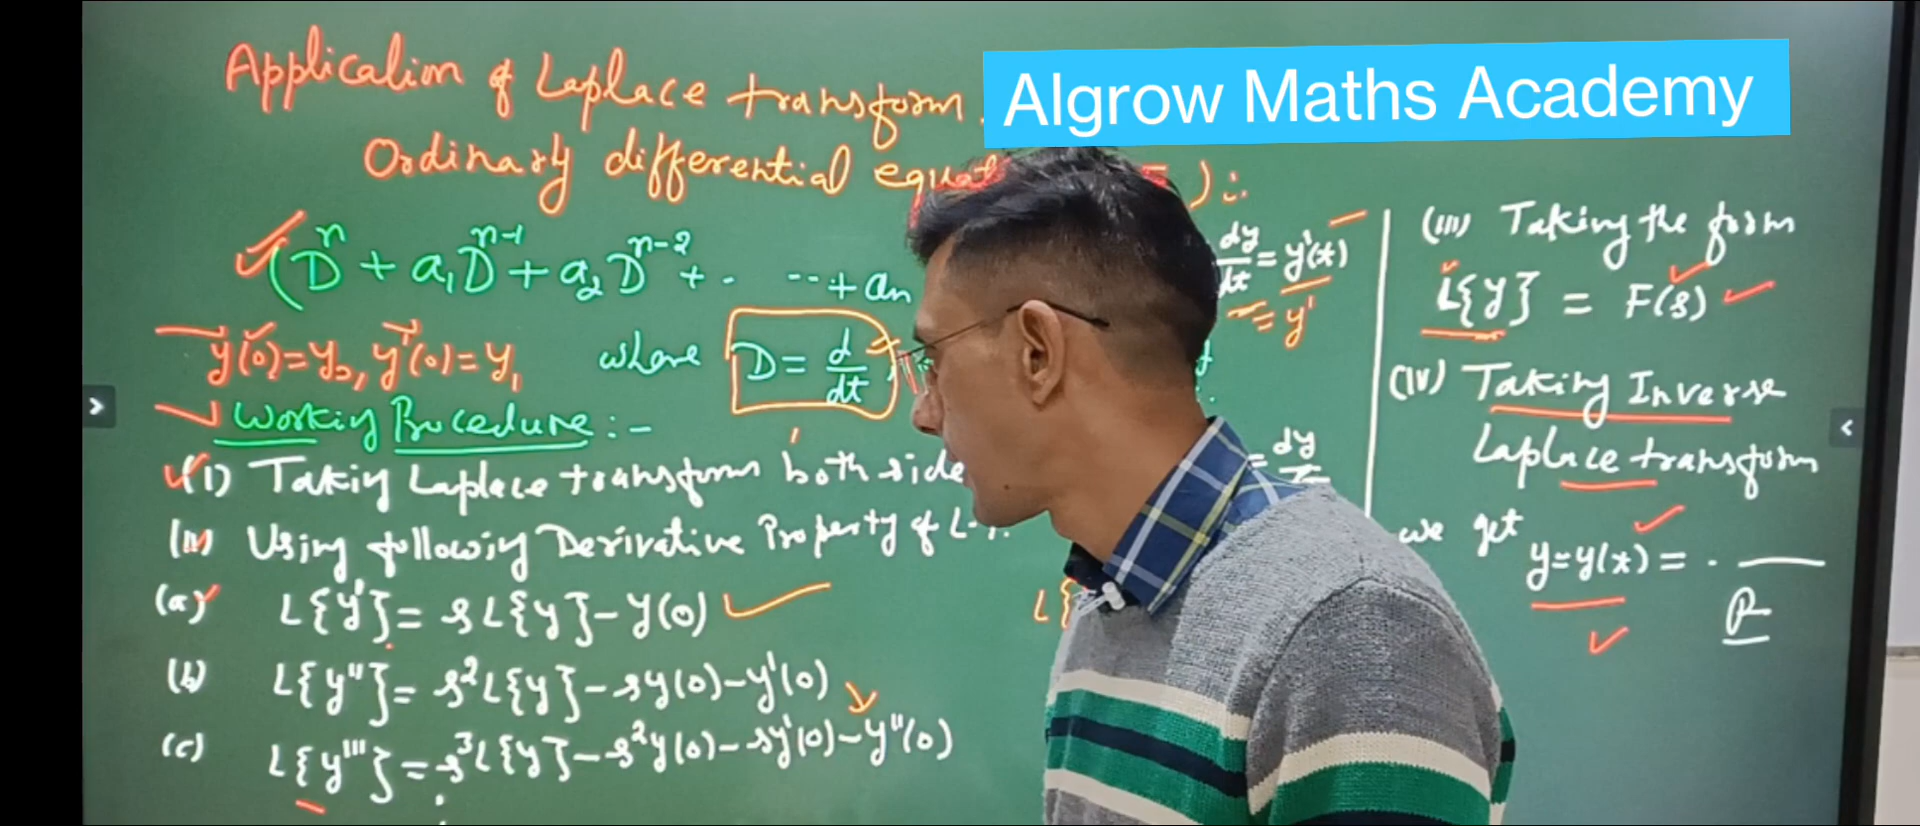 Application of Laplace transform
Algrow Maths Academy
Ordinary differential equat ) :-
(Dⁿ + a₁Dⁿ⁻¹ + a₂Dⁿ⁻² + - --+ an
y(0)=y₀, y'(0)=y₁ where D = d/dt
Working Procedure :-
(I) Taking Laplace transform both side
(II) Using following Derivative Property of L.T.
(a) L{y'} = sL{y}-y(0)
(b) L{y''} = s²L{y}-sy(0)-y'(0)
(c) L{y'''} = s³L{y}-s²y(0)-sy'(0)-y''(0)
dy/dt = y'(t)
= y'
= dy
L{
(III) Taking the form
L{y} = F(s)
(IV) Taking Inverse
Laplace transform
we get
y=y(t) = .